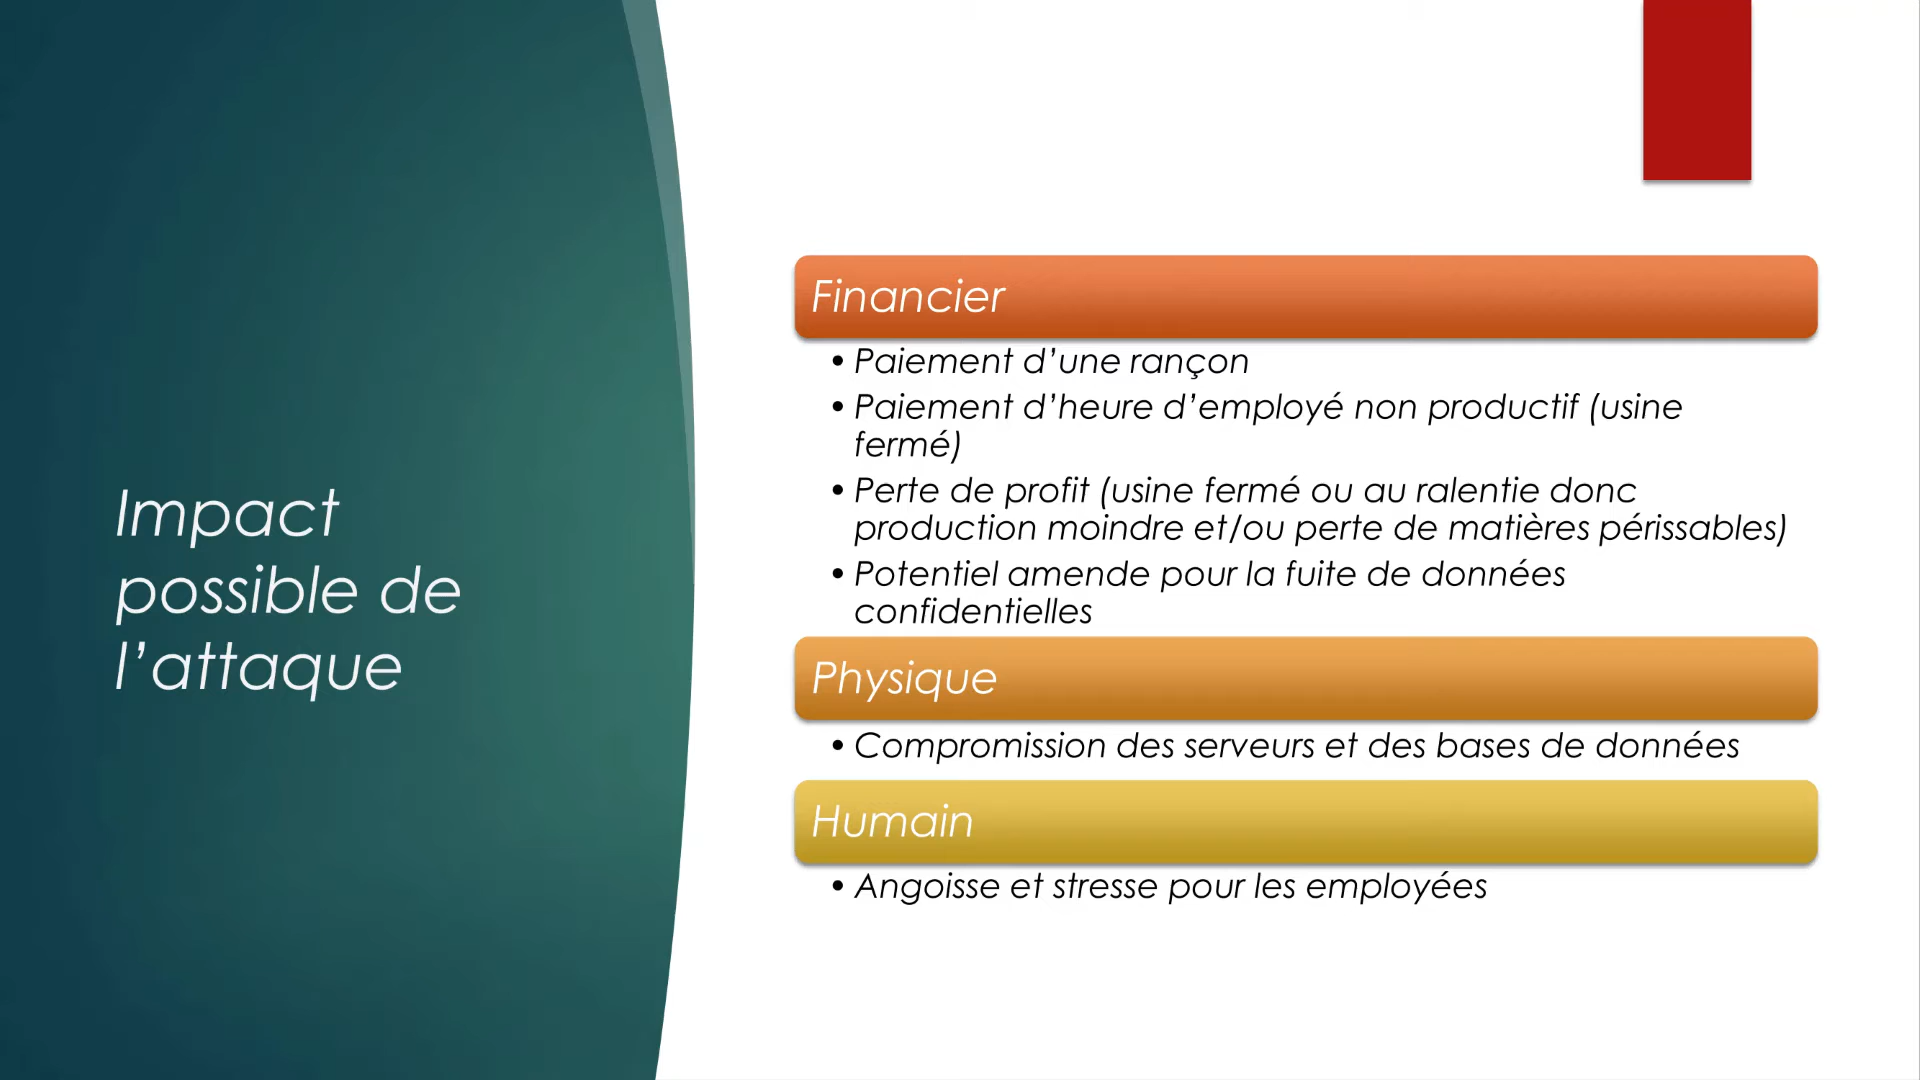 Impact
possible de
l’attaque
Financier
• Paiement d’une rançon
• Paiement d’heure d’employé non productif (usine
fermé)
• Perte de profit (usine fermé ou au ralentie donc
production moindre et/ou perte de matières périssables)
• Potentiel amende pour la fuite de données
confidentielles
Physique
• Compromission des serveurs et des bases de données
Humain
• Angoisse et stresse pour les employées